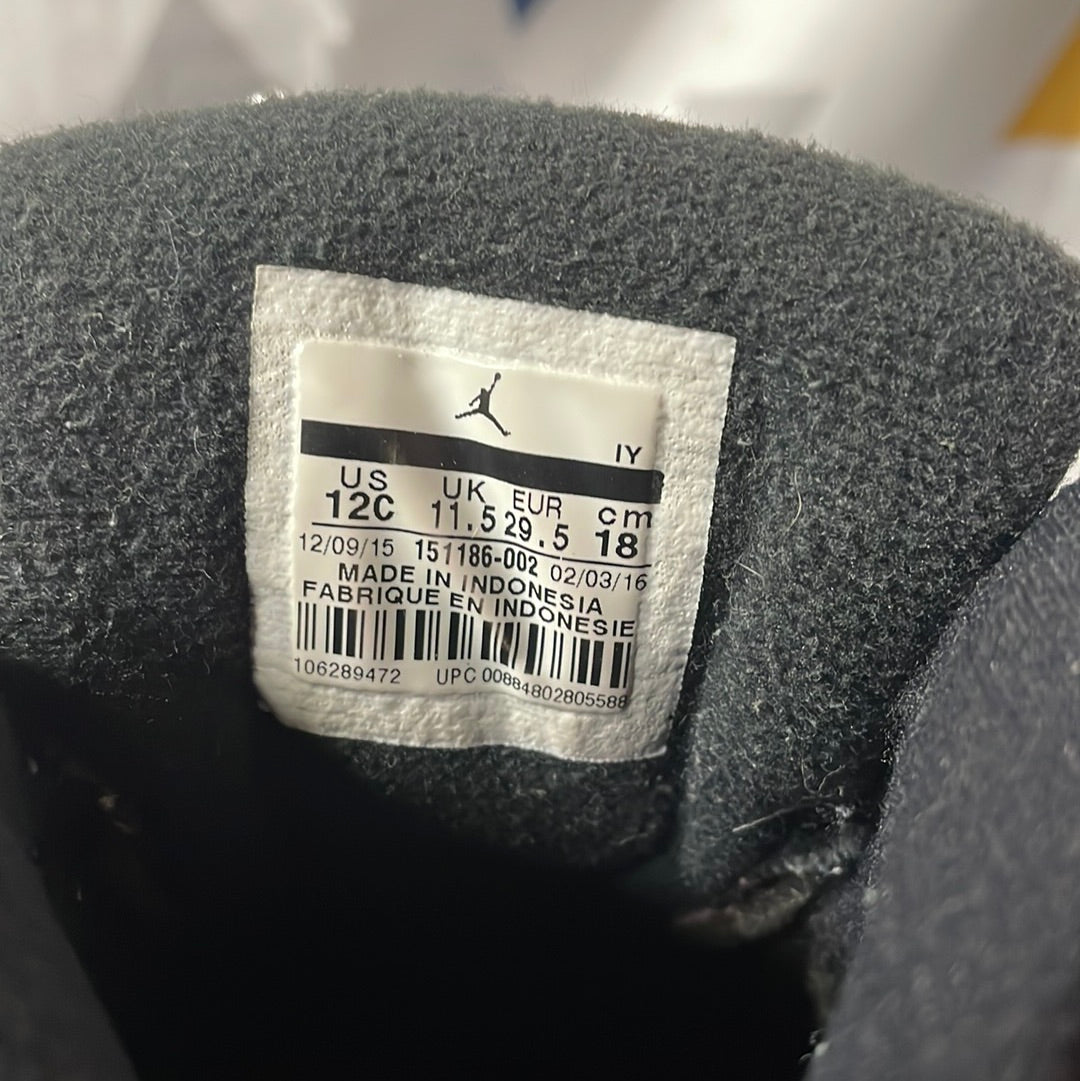 IY
US UK EUR cm
12C 11.5 29.5 18
12/09/15 151186-002 02/03/16
MADE IN INDONESIA
FABRIQUE EN INDONESIE
106289472 UPC 00884802805588